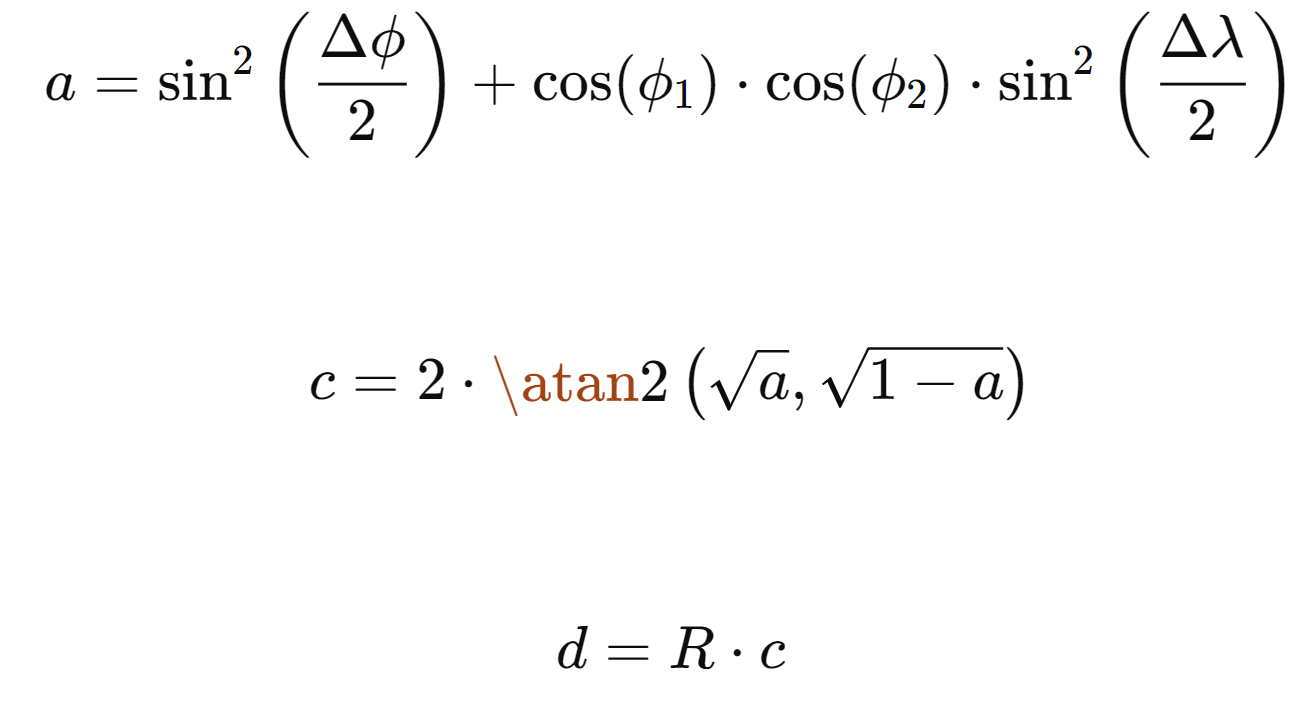 a = sin² (Δϕ/2) + cos(ϕ₁) · cos(ϕ₂) · sin² (Δλ/2)
c = 2 · \atan2 (√a, √(1 − a))
d = R · c